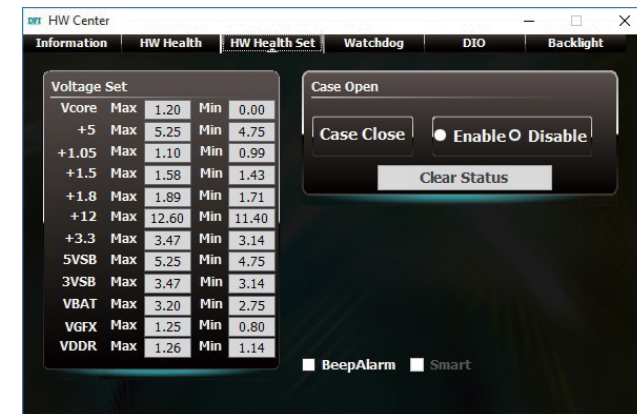 DFI HW Center
Information HW Health HW Health Set Watchdog DIO Backlight
Voltage Set
Vcore Max 1.20 Min 0.00
+5 Max 5.25 Min 4.75
+1.05 Max 1.10 Min 0.99
+1.5 Max 1.58 Min 1.43
+1.8 Max 1.89 Min 1.71
+12 Max 12.60 Min 11.40
+3.3 Max 3.47 Min 3.14
5VSB Max 5.25 Min 4.75
3VSB Max 3.47 Min 3.14
VBAT Max 3.20 Min 2.75
VGFX Max 1.25 Min 0.80
VDDR Max 1.26 Min 1.14
Case Open
Case Close Enable Disable
Clear Status
BeepAlarm Smart